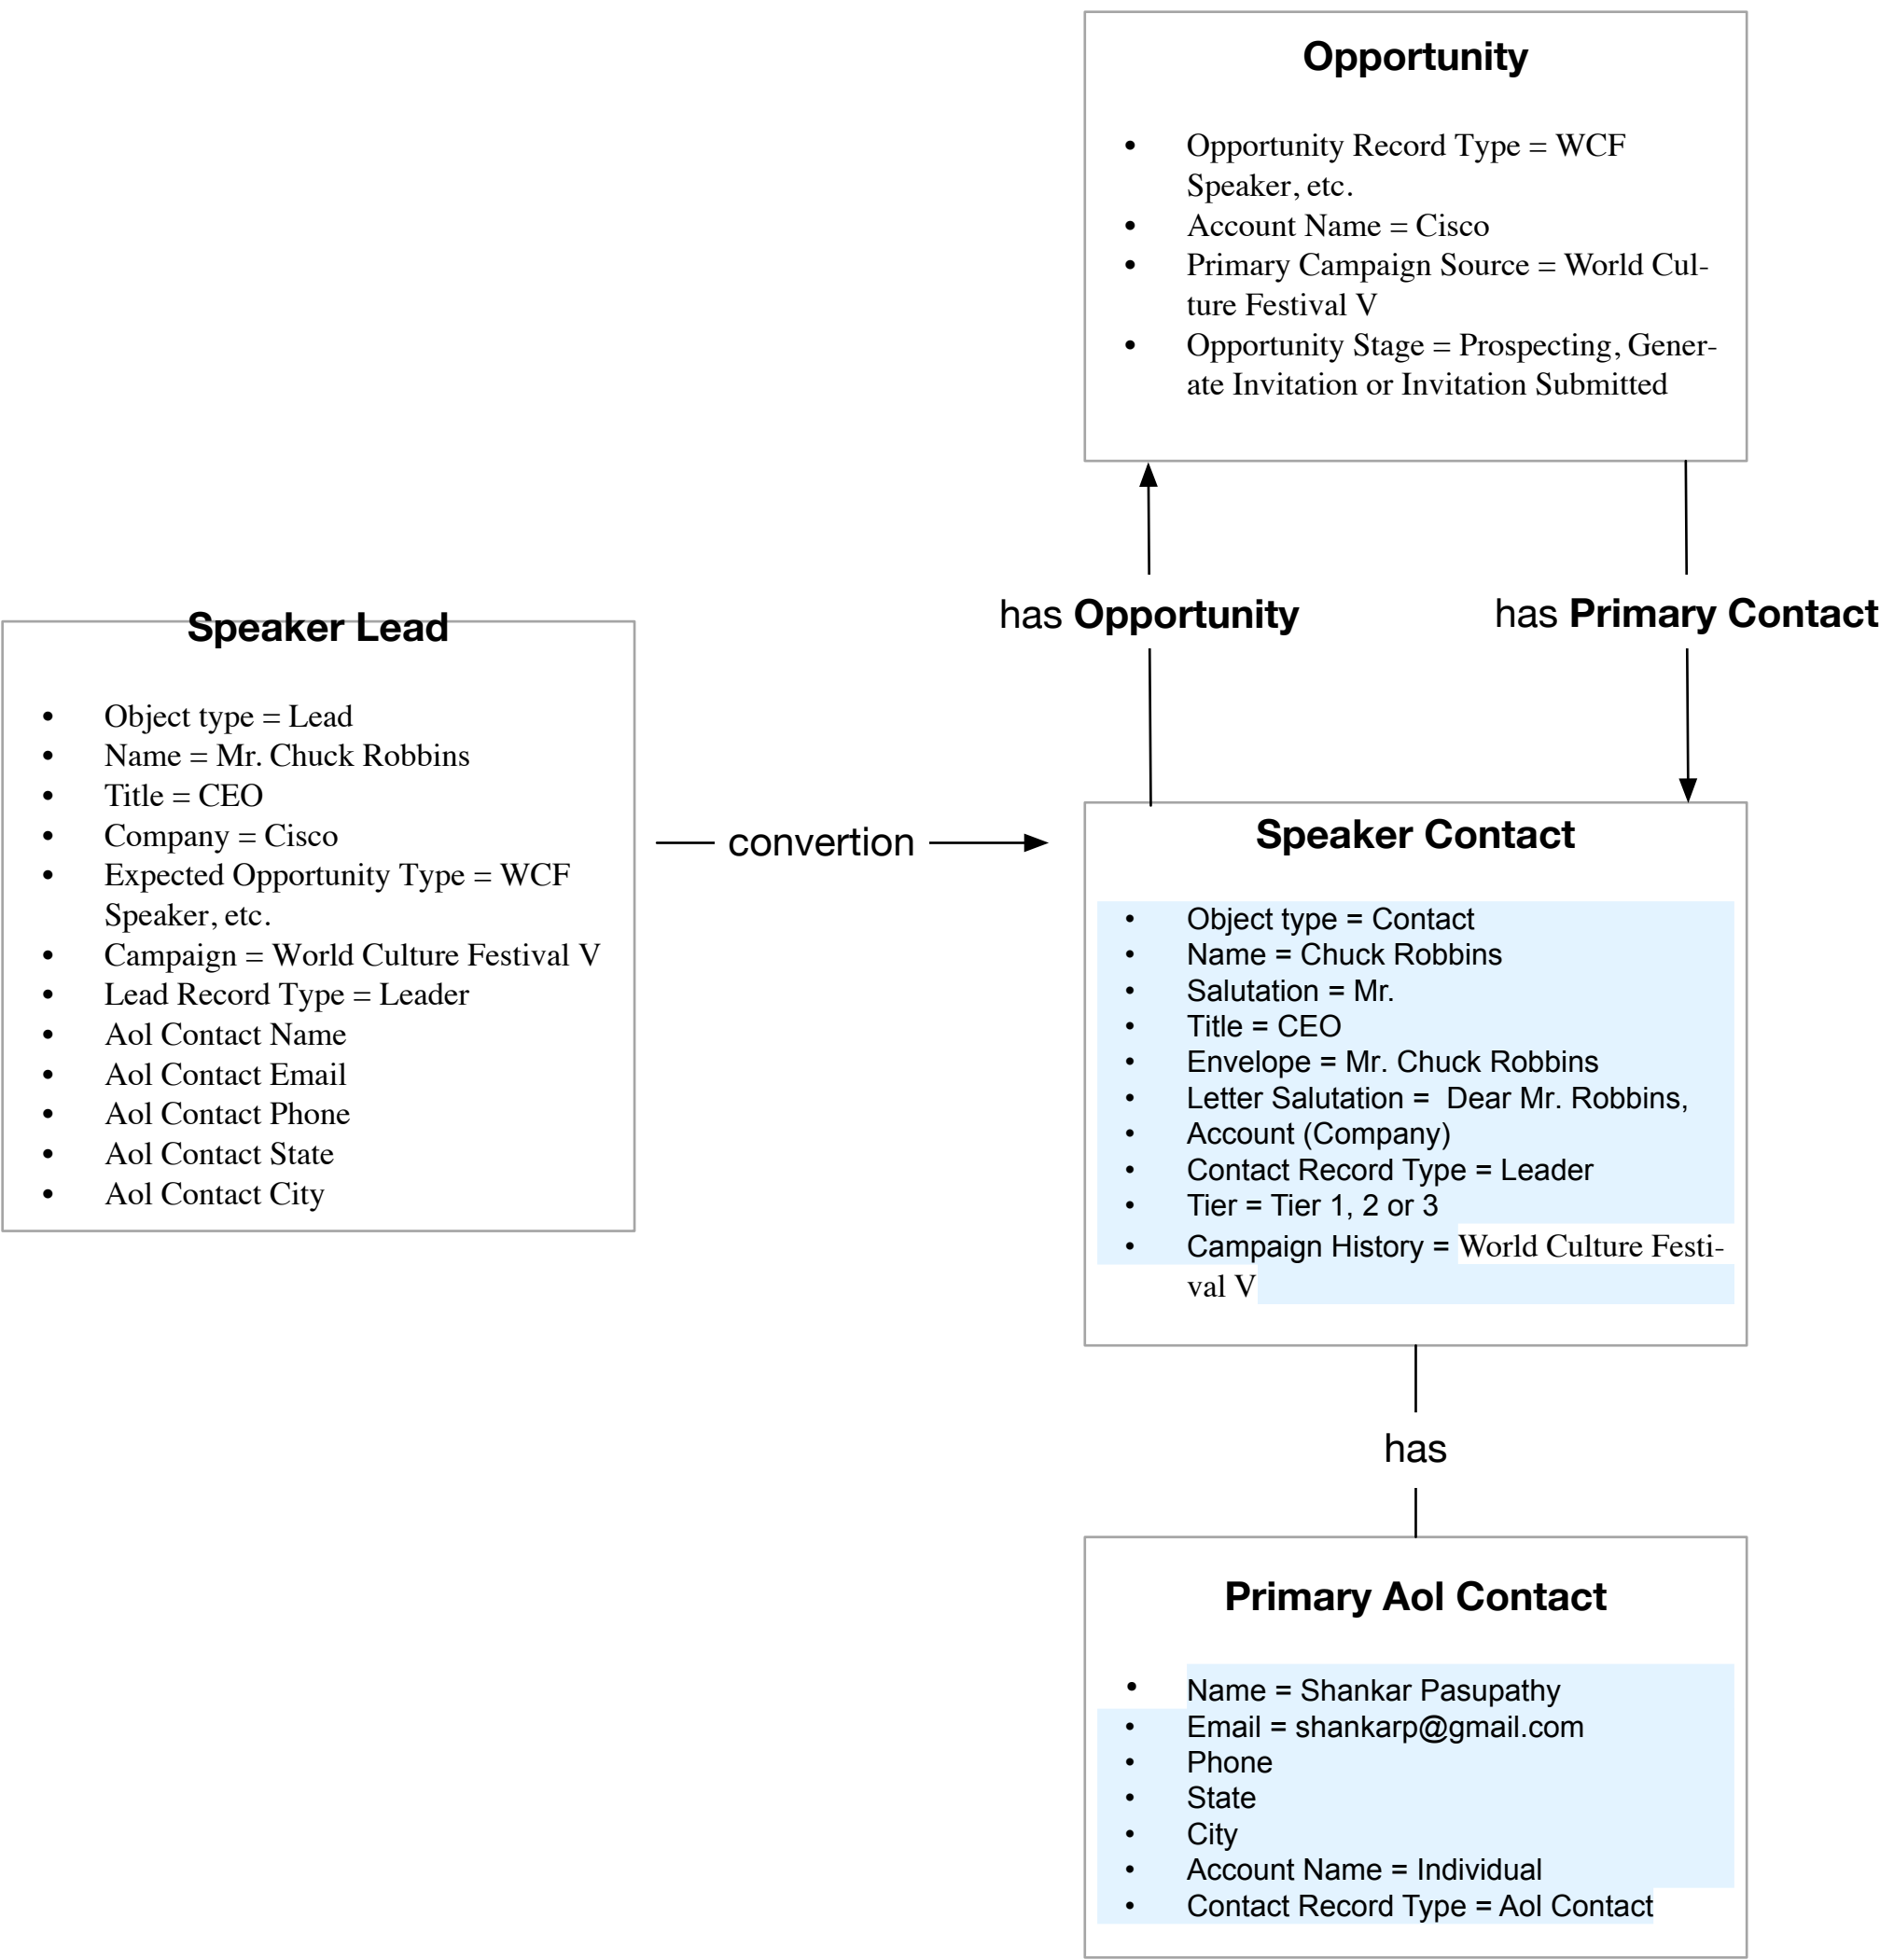 Opportunity
• Opportunity Record Type = WCF
Speaker, etc.
• Account Name = Cisco
• Primary Campaign Source = World Cul-
ture Festival V
• Opportunity Stage = Prospecting, Gener-
ate Invitation or Invitation Submitted
has Opportunity
has Primary Contact
Speaker Lead
• Object type = Lead
• Name = Mr. Chuck Robbins
• Title = CEO
• Company = Cisco
• Expected Opportunity Type = WCF
Speaker, etc.
• Campaign = World Culture Festival V
• Lead Record Type = Leader
• Aol Contact Name
• Aol Contact Email
• Aol Contact Phone
• Aol Contact State
• Aol Contact City
convertion
Speaker Contact
• Object type = Contact
• Name = Chuck Robbins
• Salutation = Mr.
• Title = CEO
• Envelope = Mr. Chuck Robbins
• Letter Salutation =  Dear Mr. Robbins,
• Account (Company)
• Contact Record Type = Leader
• Tier = Tier 1, 2 or 3
• Campaign History = World Culture Festi-
val V
has
Primary Aol Contact
• Name = Shankar Pasupathy
• Email = shankarp@gmail.com
• Phone
• State
• City
• Account Name = Individual
• Contact Record Type = Aol Contact